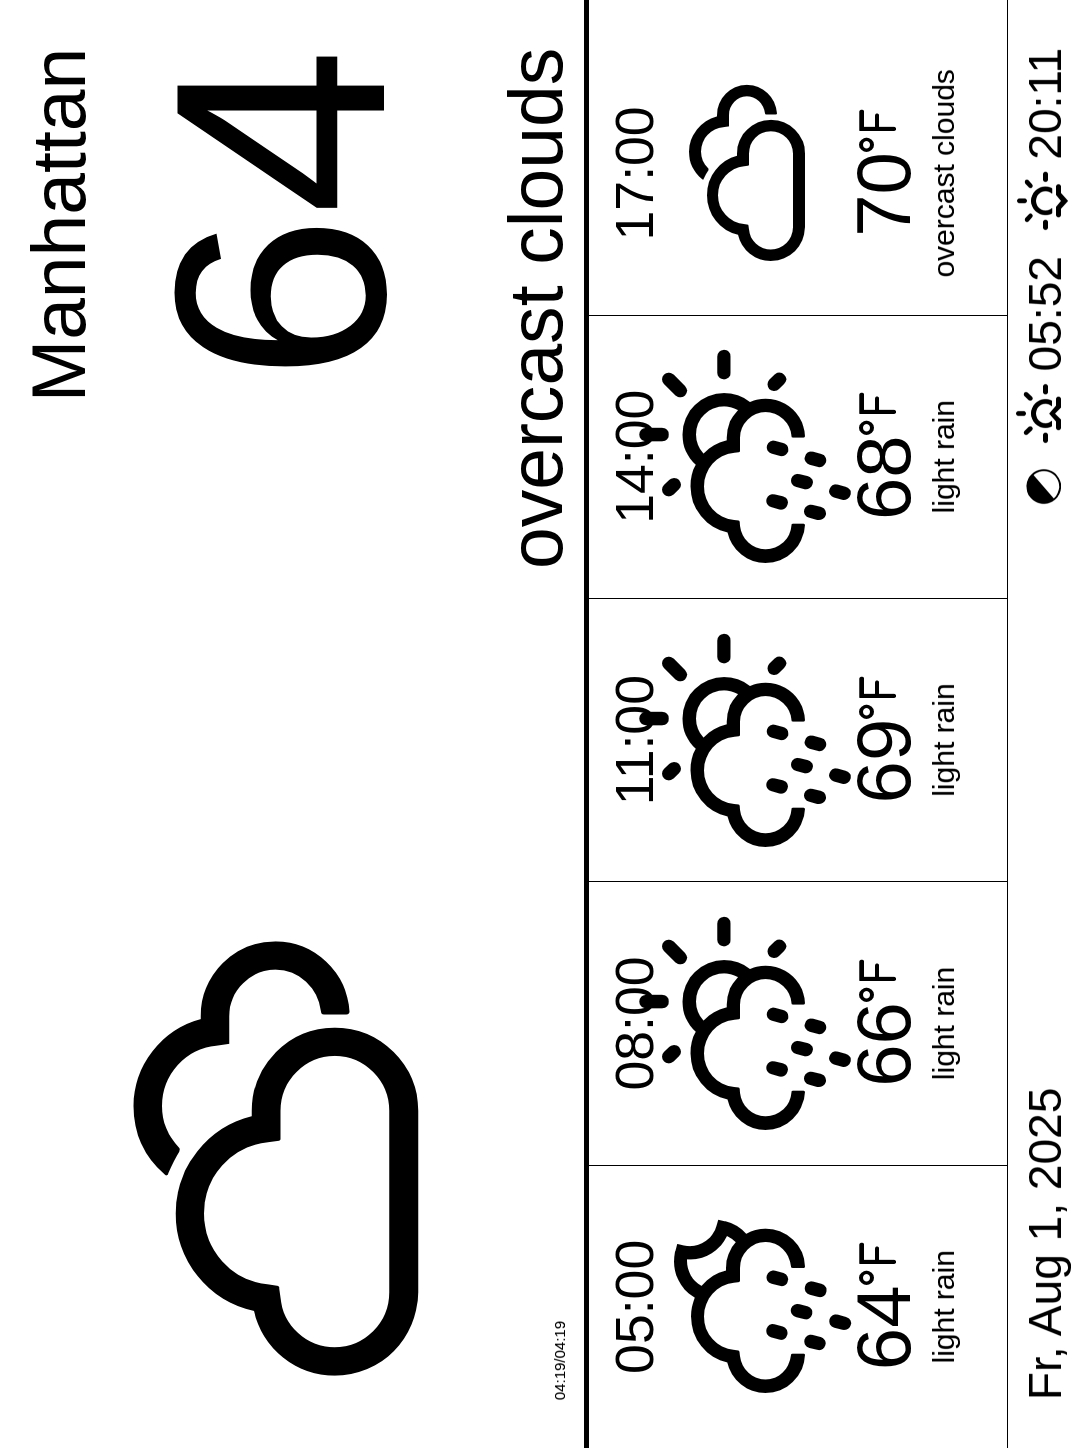 Manhattan
64
overcast clouds
04:19/04:19
05:00
64°F
light rain
08:00
66°F
light rain
11:00
69°F
light rain
14:00
68°F
light rain
17:00
70°F
overcast clouds
Fr, Aug 1, 2025
05:52
20:11